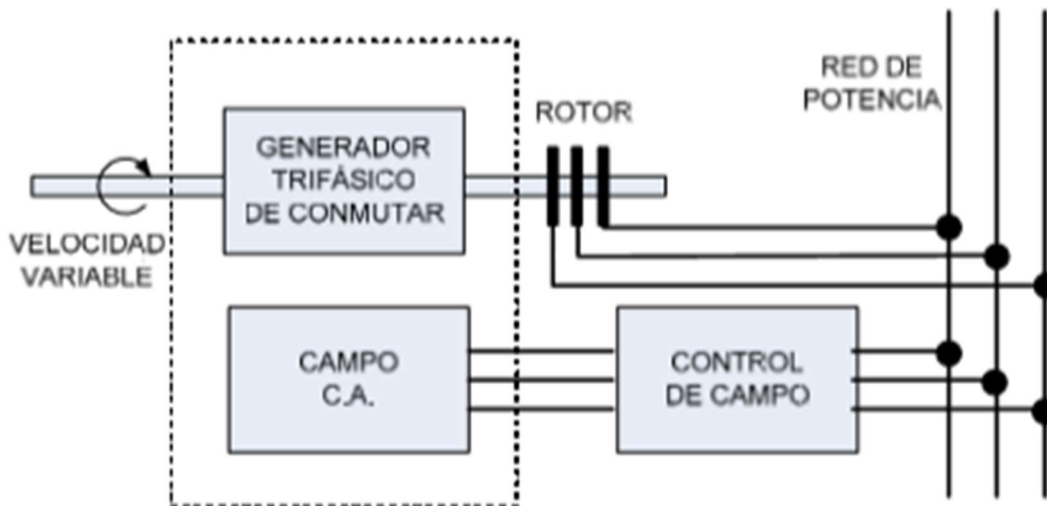 RED DE
POTENCIA
ROTOR
GENERADOR
TRIFÁSICO
DE CONMUTAR
VELOCIDAD
VARIABLE
CAMPO
C.A.
CONTROL
DE CAMPO